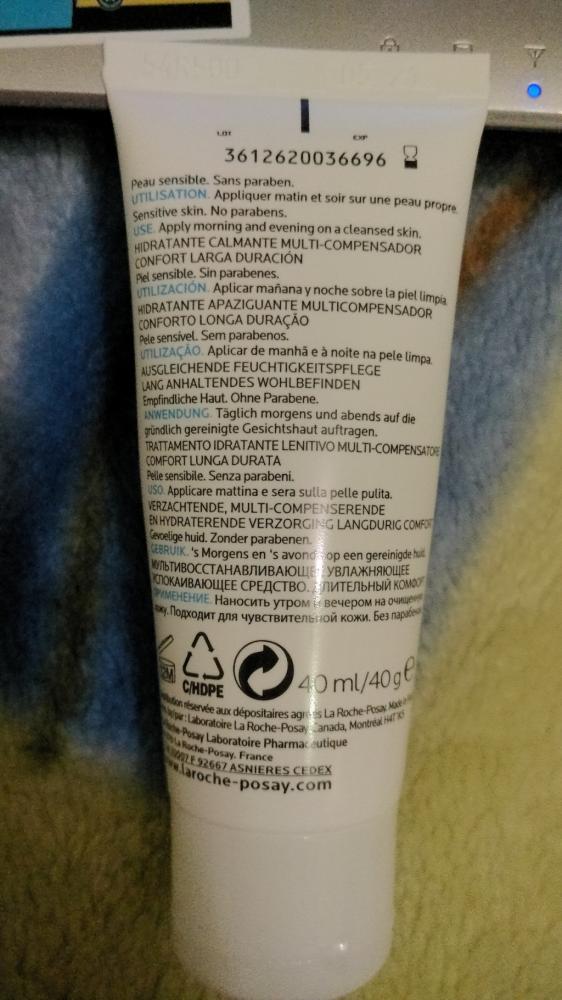 LOT EXP
3612620036696
Peau sensible. Sans paraben.
UTILISATION. Appliquer matin et soir sur une peau propre.
Sensitive skin. No parabens.
USE. Apply morning and evening on a cleansed skin.
HIDRATANTE CALMANTE MULTI-COMPENSADOR
CONFORT LARGA DURACIÓN
Piel sensible. Sin parabenes.
UTILIZACIÓN. Aplicar mañana y noche sobre la piel limpia.
HIDRATANTE APAZIGUANTE MULTICOMPENSADOR
CONFORTO LONGA DURAÇÃO
Pele sensível. Sem parabenos.
UTILIZAÇÃO. Aplicar de manhã e à noite na pele limpa.
AUSGLEICHENDE FEUCHTIGKEITSPFLEGE
LANG ANHALTENDES WOHLBEFINDEN
Empfindliche Haut. Ohne Parabene.
ANWENDUNG. Täglich morgens und abends auf die
gründlich gereinigte Gesichtshaut auftragen.
TRATTAMENTO IDRATANTE LENITIVO MULTI-COMPENSATORE
COMFORT LUNGA DURATA
Pelle sensibile. Senza parabeni.
USO. Applicare mattina e sera sulla pelle pulita.
VERZACHTENDE, MULTI-COMPENSERENDE
EN HYDRATERENDE VERZORGING LANGDURIG COMFORT
Gevoelige huid. Zonder parabenen.
GEBRUIK. 's Morgens en 's avonds op een gereinigde huid.
МУЛЬТИВОССТАНАВЛИВАЮЩЕЕ УВЛАЖНЯЮЩЕЕ
УСПОКАИВАЮЩЕЕ СРЕДСТВО. ДЛИТЕЛЬНЫЙ КОМФОРТ
ПРИМЕНЕНИЕ. Наносить утром и вечером на очищенную
кожу. Подходит для чувствительной кожи. Без парабенов
12M C/HDPE 40 ml/40 g e
réservée aux dépositaires agréés La Roche-Posay. Made in
par: Laboratoire La Roche-Posay Canada, Montréal H4T 1K5
Posay Laboratoire Pharmaceutique
La Roche-Posay. France
F 92667 ASNIERES CEDEX
www.laroche-posay.com